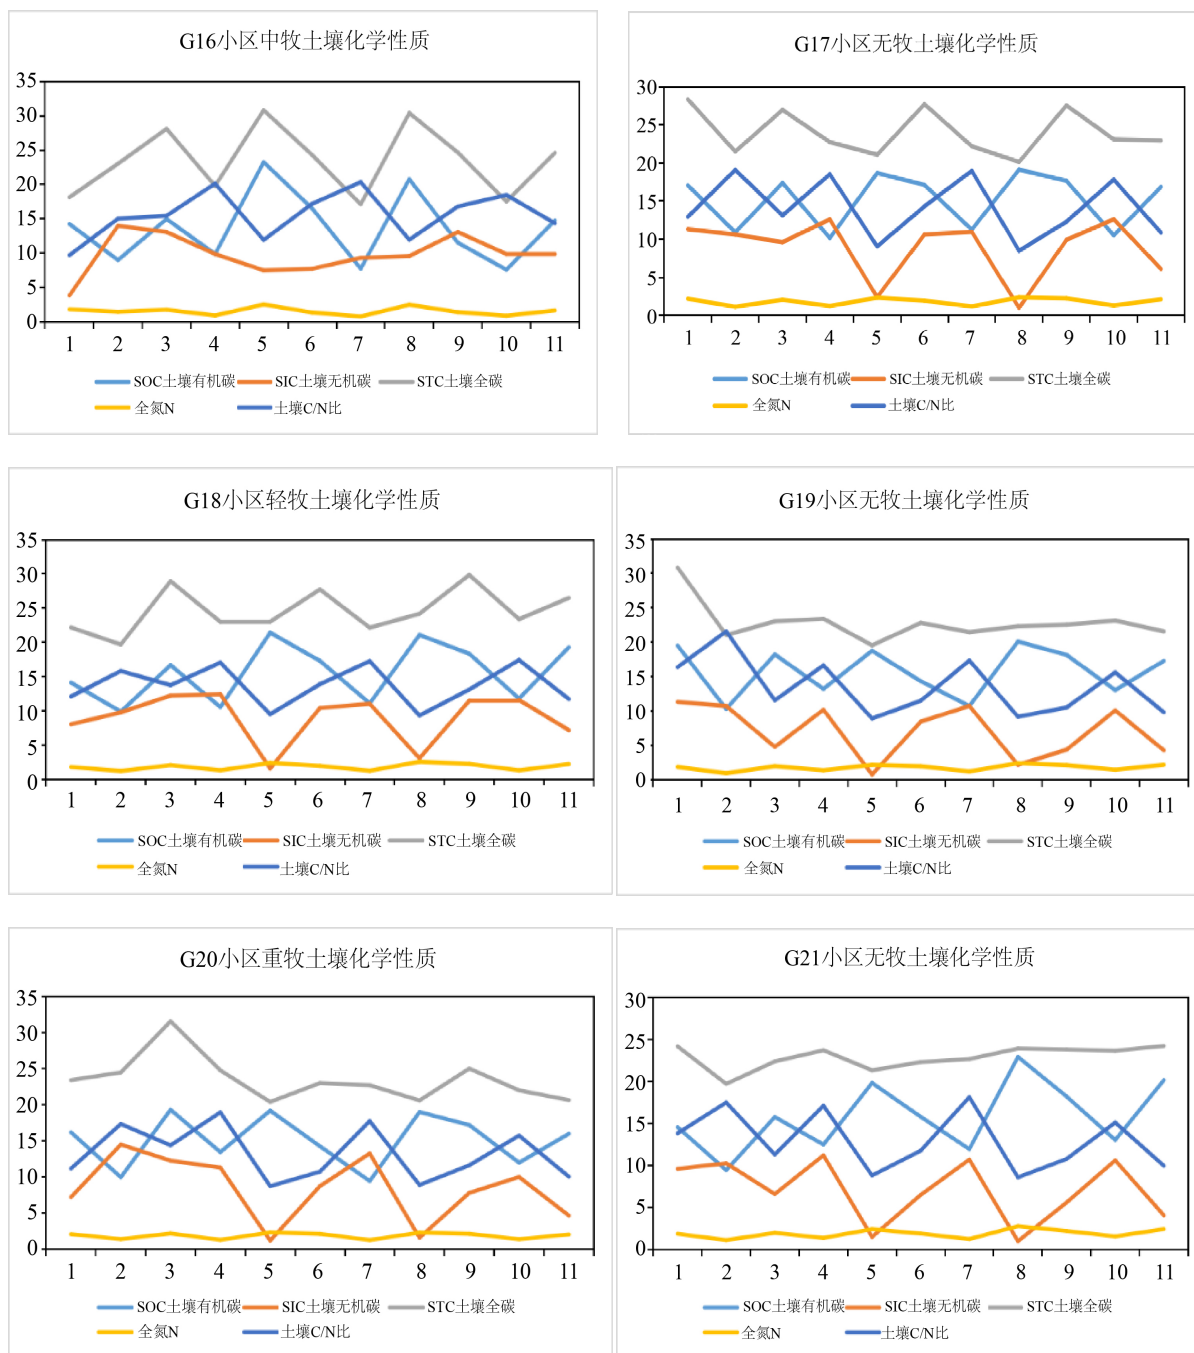 G16小区中牧土壤化学性质
35
30
25
20
15
10
5
0
1 2 3 4 5 6 7 8 9 10 11
SOC土壤有机碳 SIC土壤无机碳 STC土壤全碳
全氮N 土壤C/N比
G17小区无牧土壤化学性质
30
25
20
15
10
5
0
1 2 3 4 5 6 7 8 9 10 11
SOC土壤有机碳 SIC土壤无机碳 STC土壤全碳
全氮N 土壤C/N比
G18小区轻牧土壤化学性质
35
30
25
20
15
10
5
0
1 2 3 4 5 6 7 8 9 10 11
SOC土壤有机碳 SIC土壤无机碳 STC土壤全碳
全氮N 土壤C/N比
G19小区无牧土壤化学性质
35
30
25
20
15
10
5
0
1 2 3 4 5 6 7 8 9 10 11
SOC土壤有机碳 SIC土壤无机碳 STC土壤全碳
全氮N 土壤C/N比
G20小区重牧土壤化学性质
35
30
25
20
15
10
5
0
1 2 3 4 5 6 7 8 9 10 11
SOC土壤有机碳 SIC土壤无机碳 STC土壤全碳
全氮N 土壤C/N比
G21小区无牧土壤化学性质
30
25
20
15
10
5
0
1 2 3 4 5 6 7 8 9 10 11
SOC土壤有机碳 SIC土壤无机碳 STC土壤全碳
全氮N 土壤C/N比